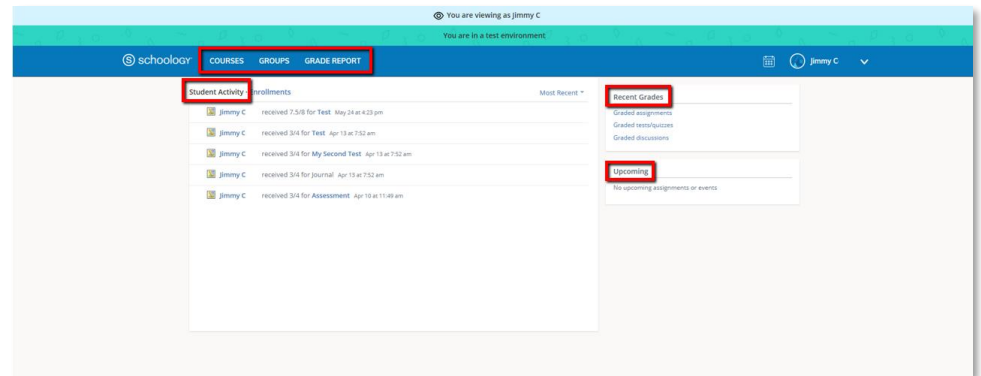 You are viewing as Jimmy C
You are in a test environment
S schoology COURSES GROUPS GRADE REPORT Jimmy C
Student Activity · Enrollments Most Recent
Jimmy C received 7.5/8 for Test May 24 at 4:23 pm
Jimmy C received 3/4 for Test Apr 13 at 7:52 am
Jimmy C received 3/4 for My Second Test Apr 13 at 7:52 am
Jimmy C received 3/4 for Journal Apr 13 at 7:52 am
Jimmy C received 3/4 for Assessment Apr 10 at 11:49 am
Recent Grades
Graded assignments
Graded tests/quizzes
Graded discussions
Upcoming
No upcoming assignments or events